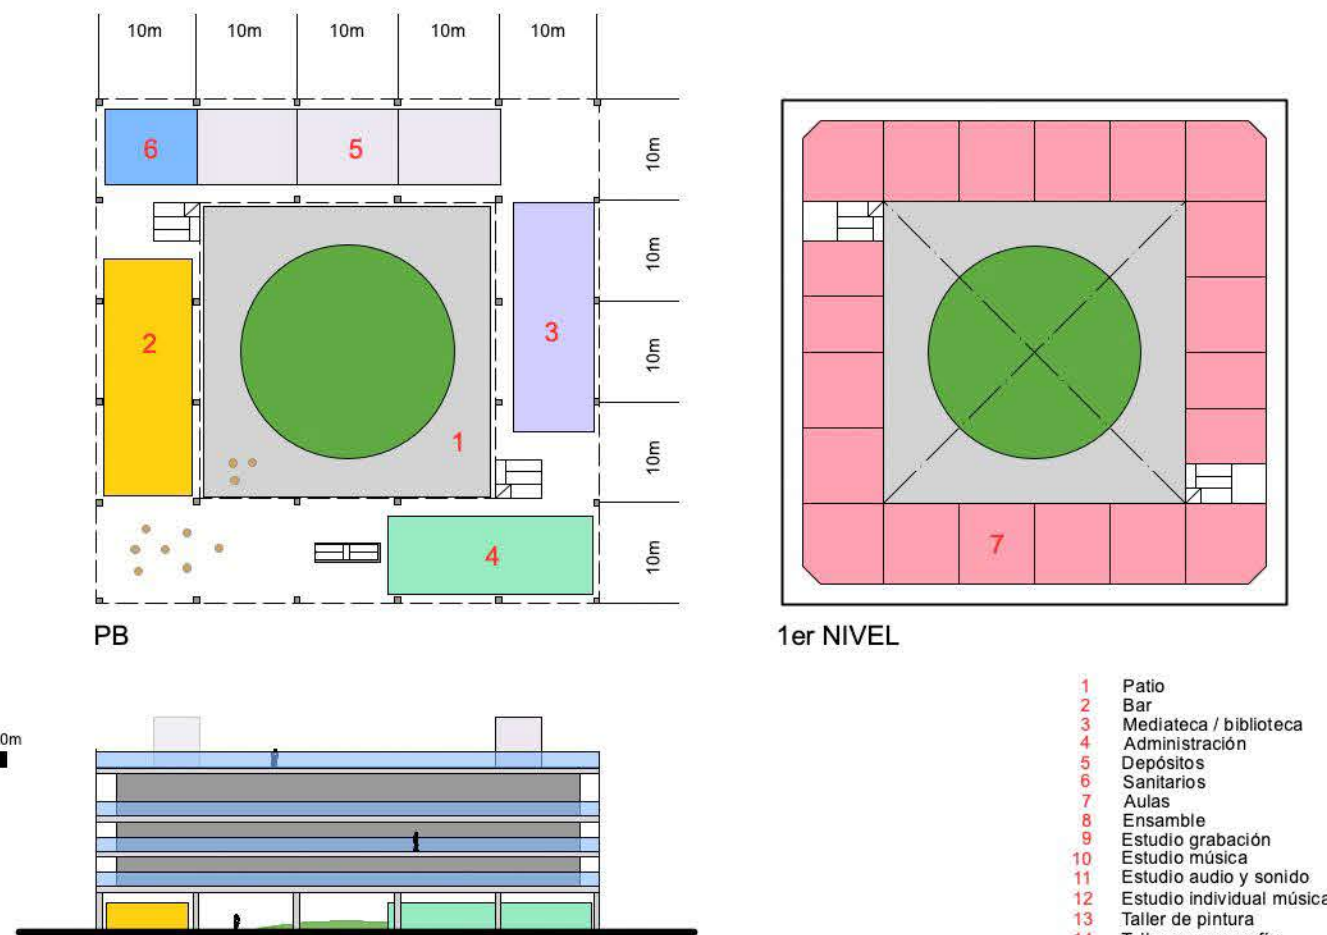 10m 10m 10m 10m 10m
6
5
10m
10m
2
3
10m
1
10m
4
7
10m
PB
1er NIVEL
0m
1 Patio
2 Bar
3 Mediateca / biblioteca
4 Administración
5 Depósitos
6 Sanitarios
7 Aulas
8 Ensamble
9 Estudio grabación
10 Estudio música
11 Estudio audio y sonido
12 Estudio individual música
13 Taller de pintura